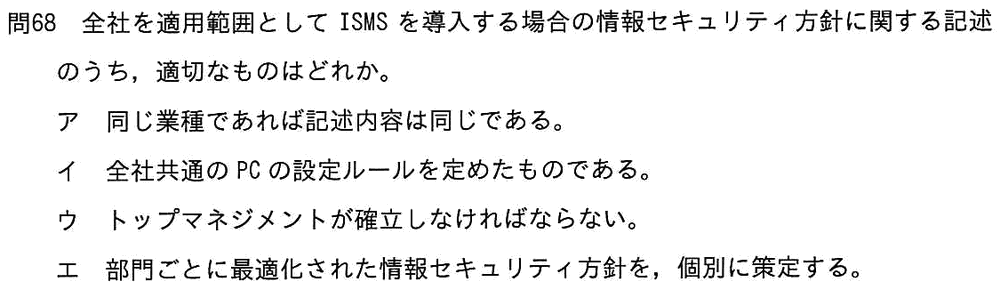 問68 全社を適用範囲として ISMS を導入する場合の情報セキュリティ方針に関する記述
のうち，適切なものはどれか。
ア 同じ業種であれば記述内容は同じである。
イ 全社共通の PC の設定ルールを定めたものである。
ウ トップマネジメントが確立しなければならない。
エ 部門ごとに最適化された情報セキュリティ方針を，個別に策定する。